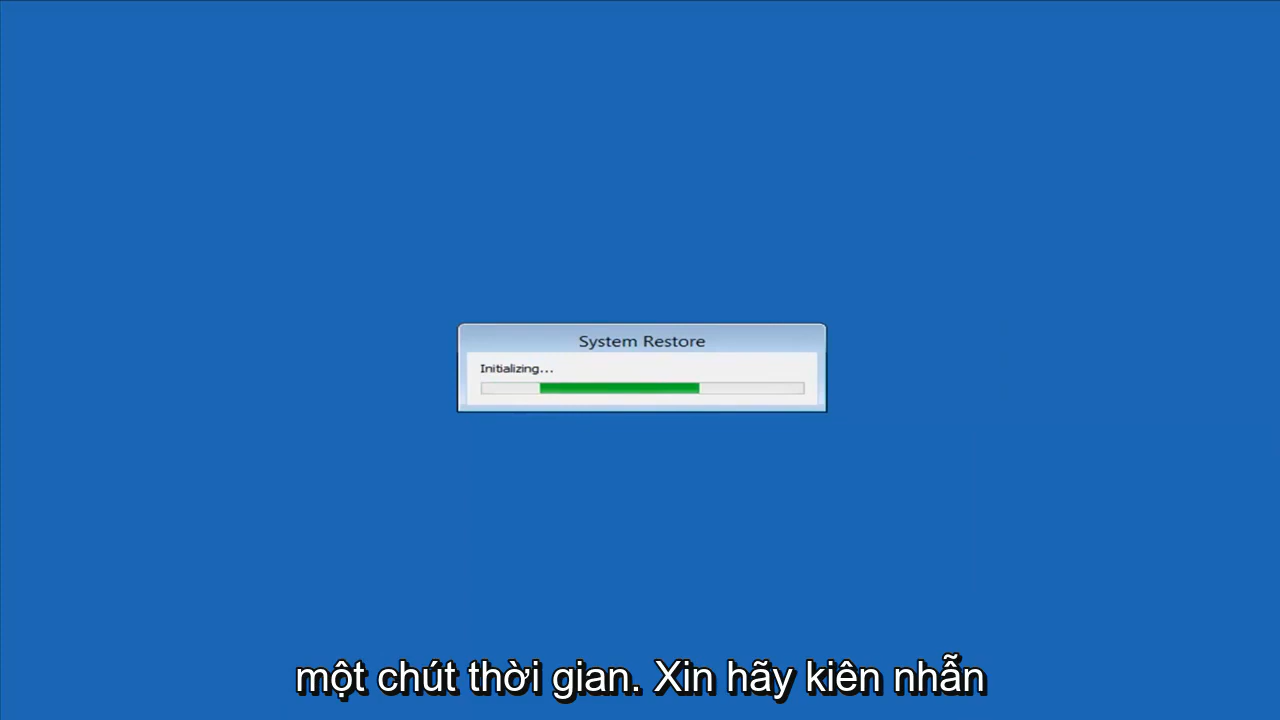 System Restore
Initializing...
một chút thời gian. Xin hãy kiên nhẫn